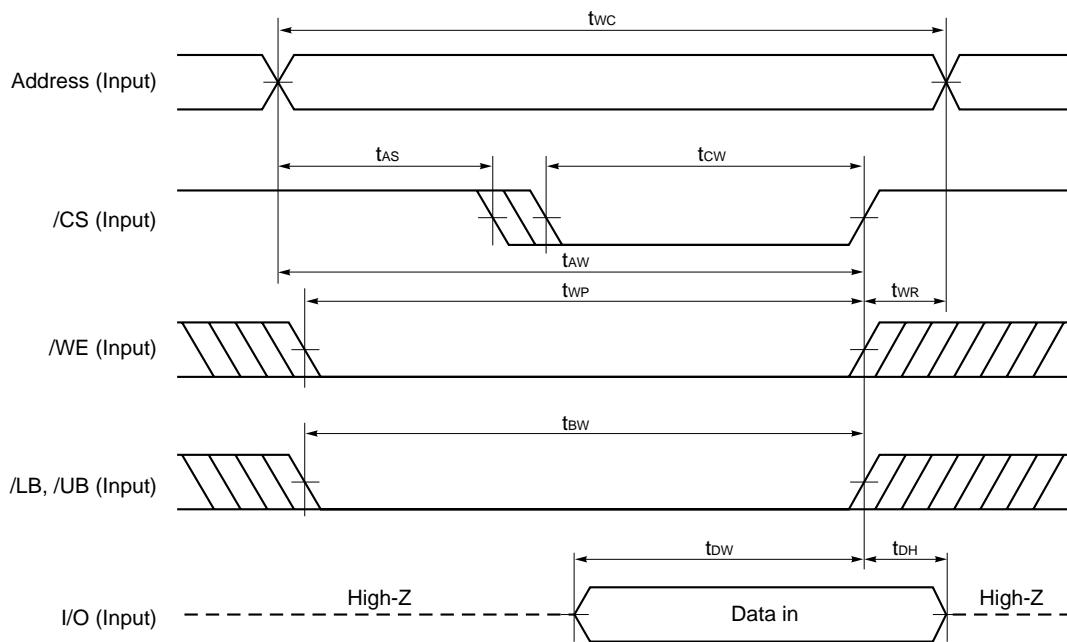 tWC
Address (Input)
tAS
tCW
/CS (Input)
tAW
tWP
tWR
/WE (Input)
tBW
/LB, /UB (Input)
tDW
tDH
I/O (Input)
High-Z
Data in
High-Z